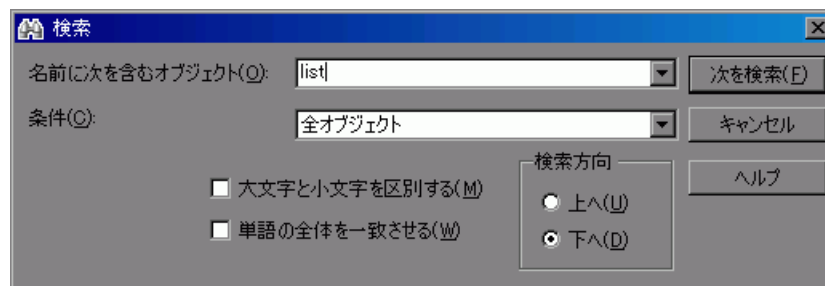 検索
名前に次を含むオブジェクト(O): list 次を検索(F)
条件(C): 全オブジェクト キャンセル
検索方向 ヘルプ
大文字と小文字を区別する(M) 上へ(U)
単語の全体を一致させる(W) 下へ(D)